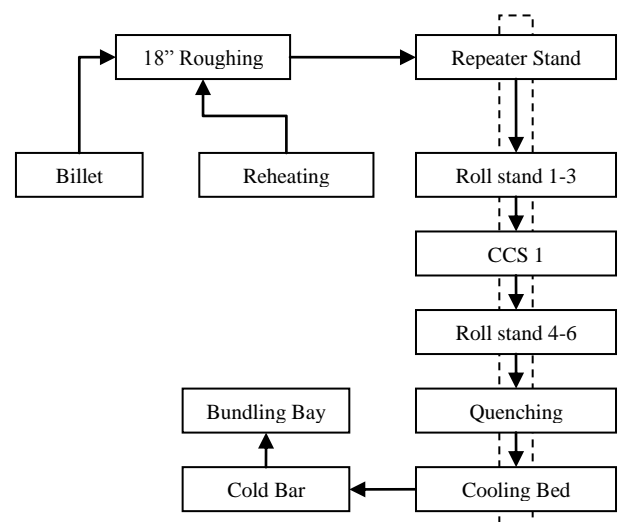 18” Roughing
Repeater Stand
Billet
Reheating
Roll stand 1-3
CCS 1
Roll stand 4-6
Bundling Bay
Quenching
Cold Bar
Cooling Bed